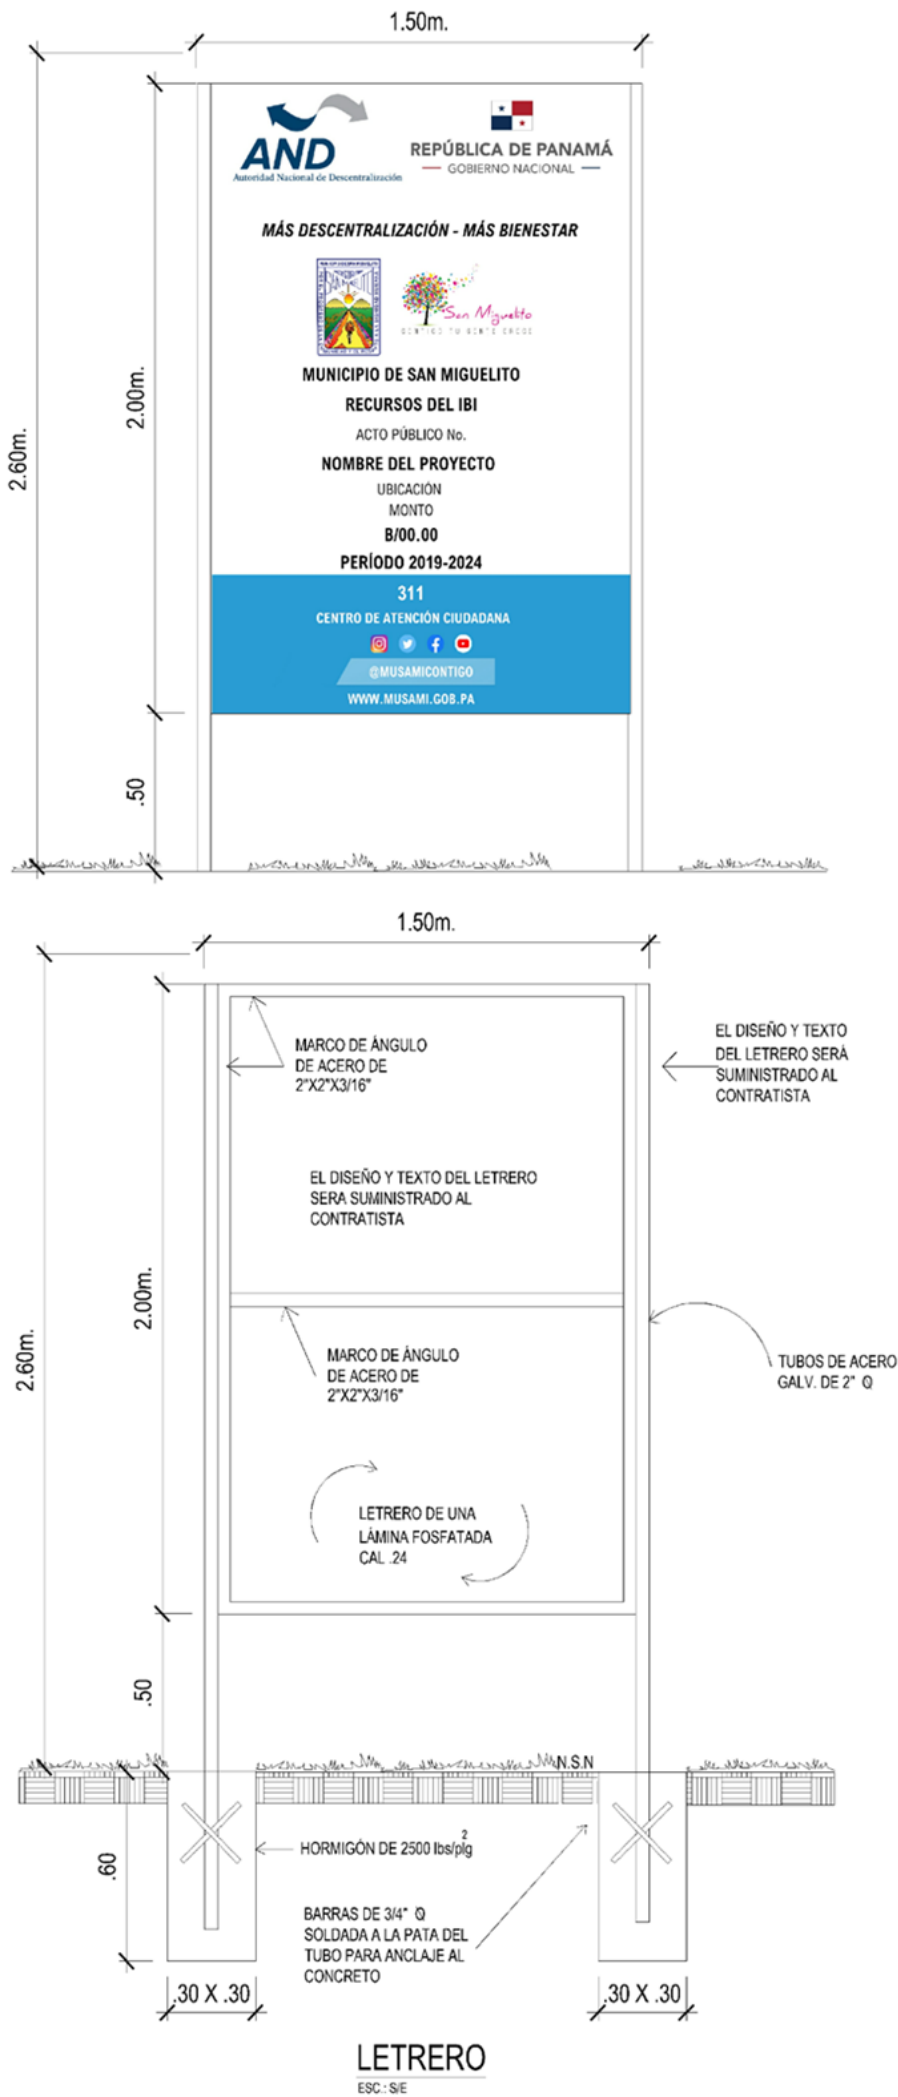 1.50m.
AND
Autoridad Nacional de Descentralización
REPÚBLICA DE PANAMÁ
GOBIERNO NACIONAL
MÁS DESCENTRALIZACIÓN - MÁS BIENESTAR
San Miguelito
MUNICIPIO DE SAN MIGUELITO
RECURSOS DEL IBI
ACTO PÚBLICO No.
NOMBRE DEL PROYECTO
UBICACIÓN
MONTO
B/00.00
PERÍODO 2019-2024
311
CENTRO DE ATENCIÓN CIUDADANA
@MUSAMICONTIGO
WWW.MUSAMI.GOB.PA
2.00m.
2.60m.
.50
1.50m.
MARCO DE ÁNGULO
DE ACERO DE
2"X2"X3/16"
EL DISEÑO Y TEXTO
DEL LETRERO SERÁ
SUMINISTRADO AL
CONTRATISTA
EL DISEÑO Y TEXTO DEL LETRERO
SERA SUMINISTRADO AL
CONTRATISTA
2.00m.
2.60m.
MARCO DE ÁNGULO
DE ACERO DE
2"X2"X3/16"
TUBOS DE ACERO
GALV. DE 2" Q
LETRERO DE UNA
LÁMINA FOSFATADA
CAL .24
.50
N.S.N
HORMIGÓN DE 2500 lbs/plg2
.60
BARRAS DE 3/4" Q
SOLDADA A LA PATA DEL
TUBO PARA ANCLAJE AL
CONCRETO
.30 X .30
.30 X .30
LETRERO
ESC.: S/E